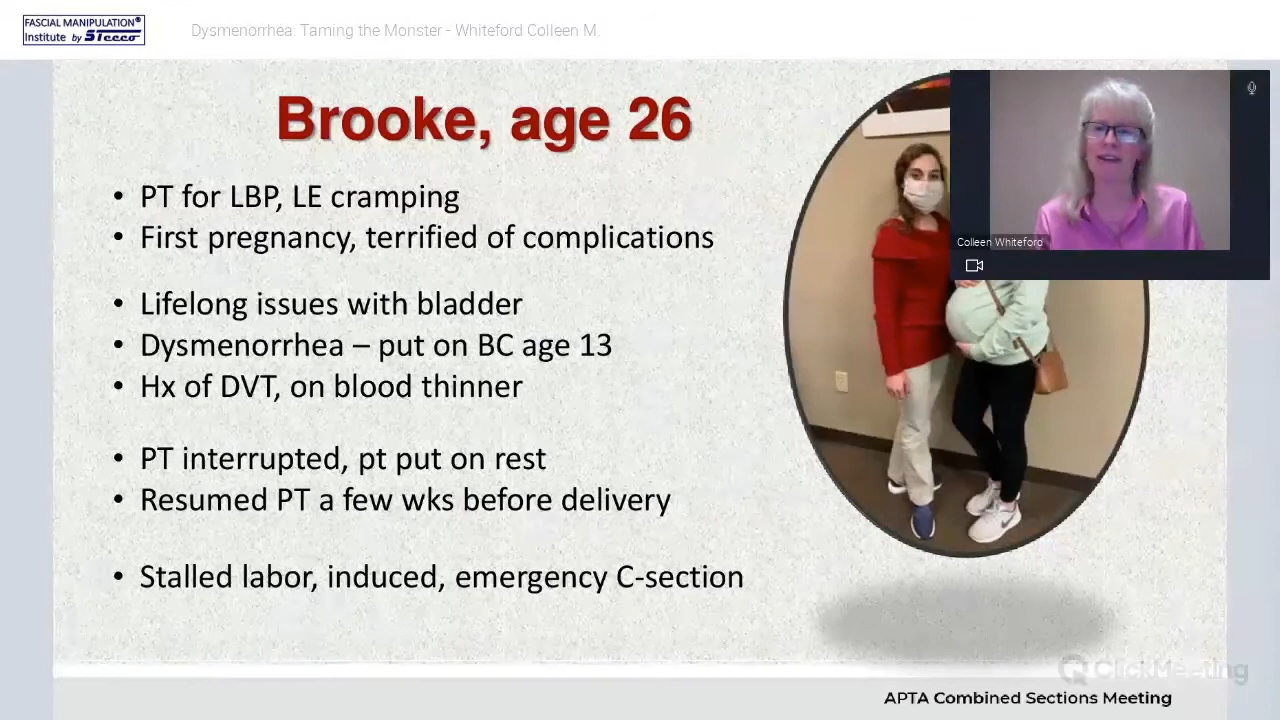 FASCIAL MANIPULATION®
Institute by Stecco
Dysmenorrhea: Taming the Monster - Whiteford Colleen M.
Brooke, age 26
• PT for LBP, LE cramping
• First pregnancy, terrified of complications
• Lifelong issues with bladder
• Dysmenorrhea – put on BC age 13
• Hx of DVT, on blood thinner
• PT interrupted, pt put on rest
• Resumed PT a few wks before delivery
• Stalled labor, induced, emergency C-section
Colleen Whiteford
ClickMeeting
APTA Combined Sections Meeting